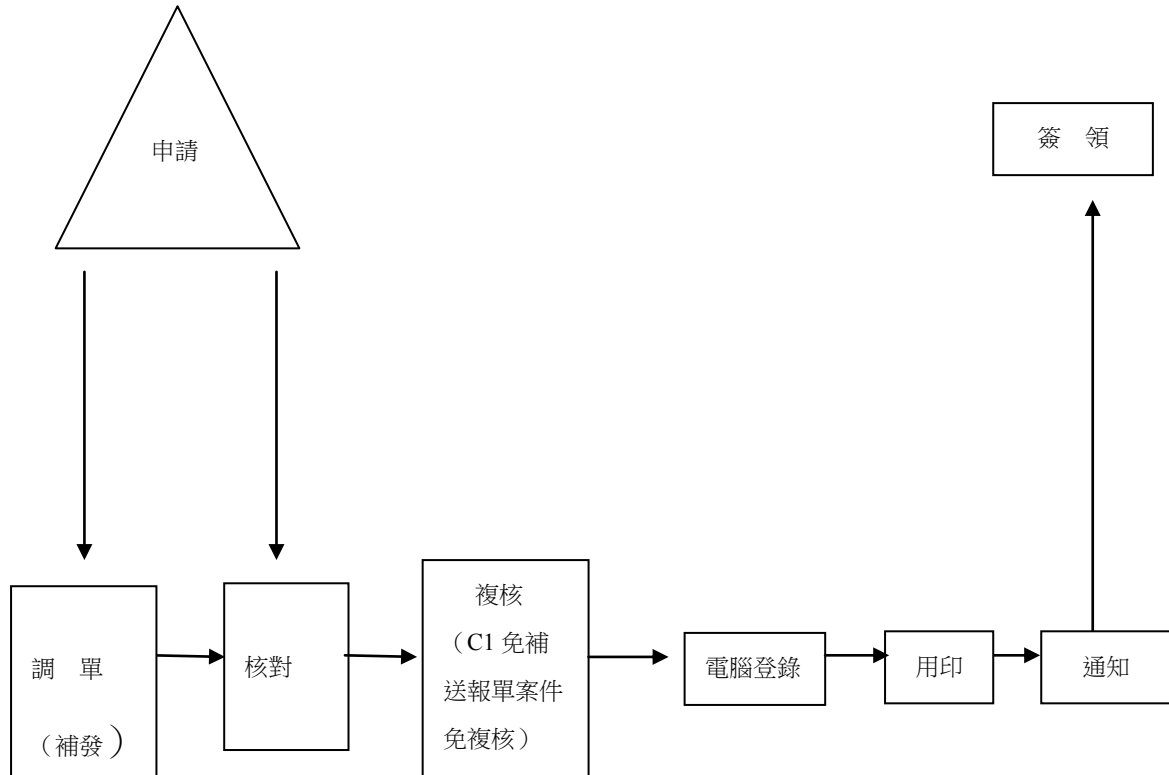 申請
簽 領
調 單
（補發）
核對
複核
（C1 免補
送報單案件
免複核）
電腦登錄
用印
通知